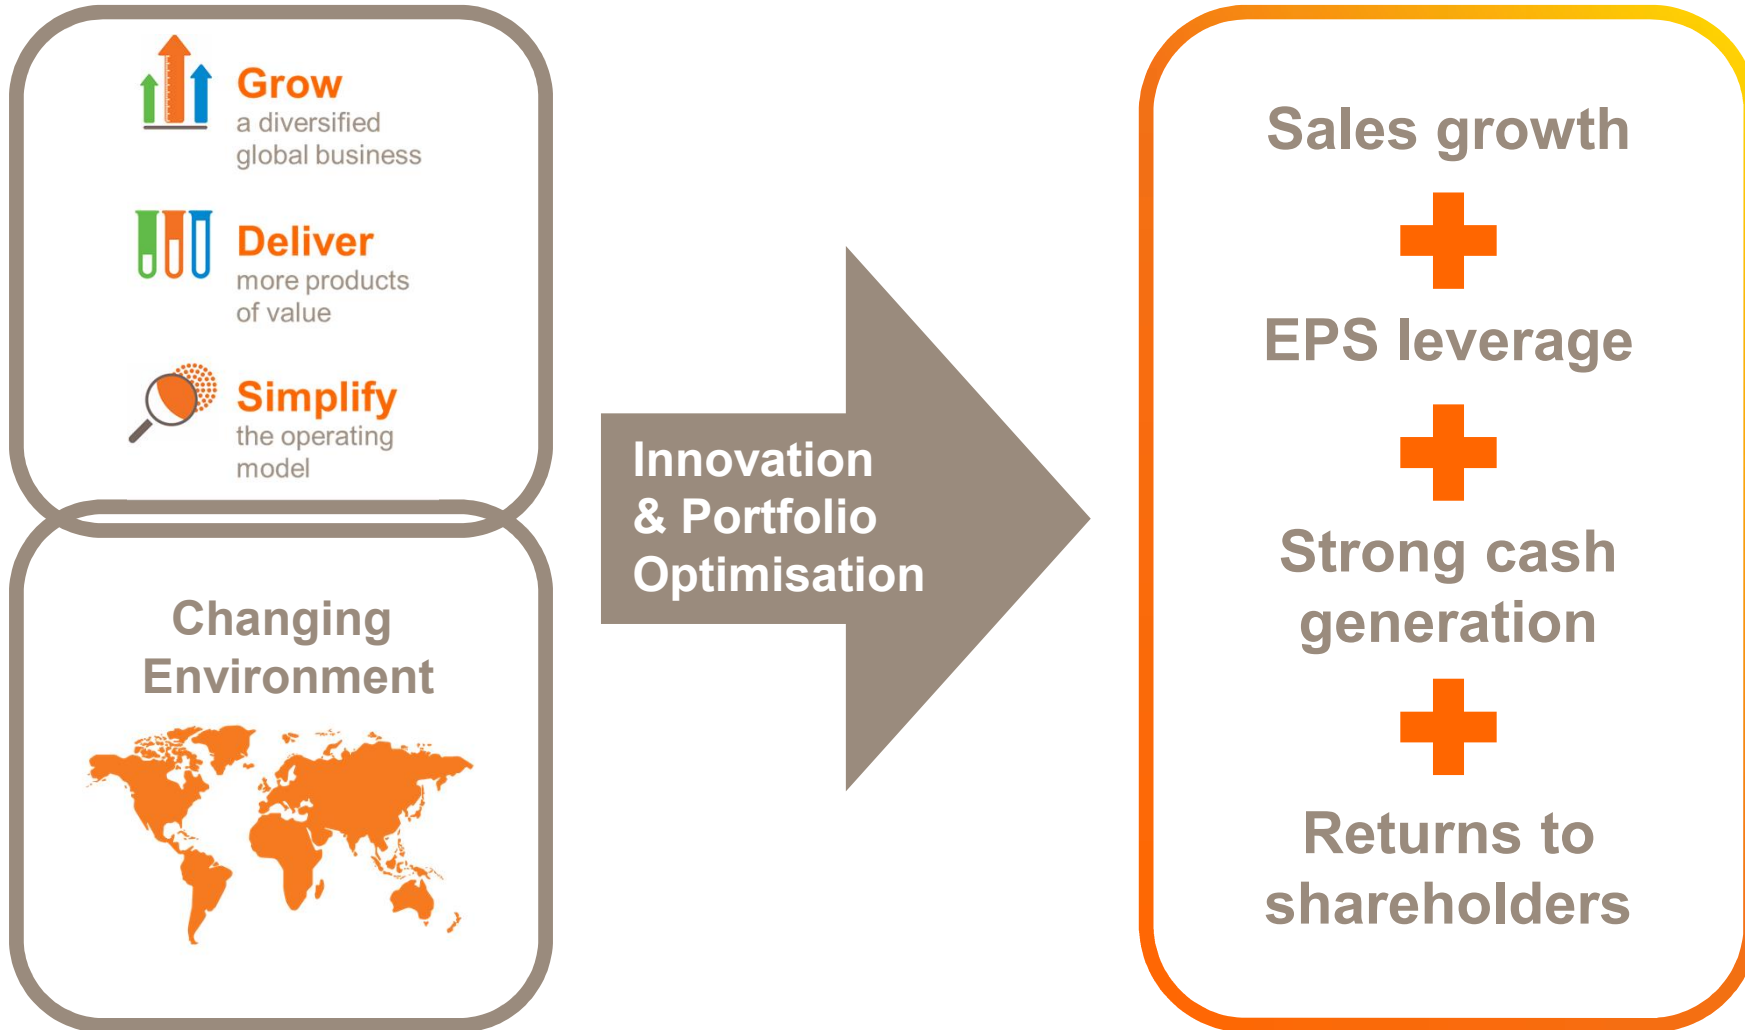 Grow
a diversified
global business
Deliver
more products
of value
Simplify
the operating
model
Changing
Environment
Innovation
& Portfolio
Optimisation
Sales growth
EPS leverage
Strong cash
generation
Returns to
shareholders